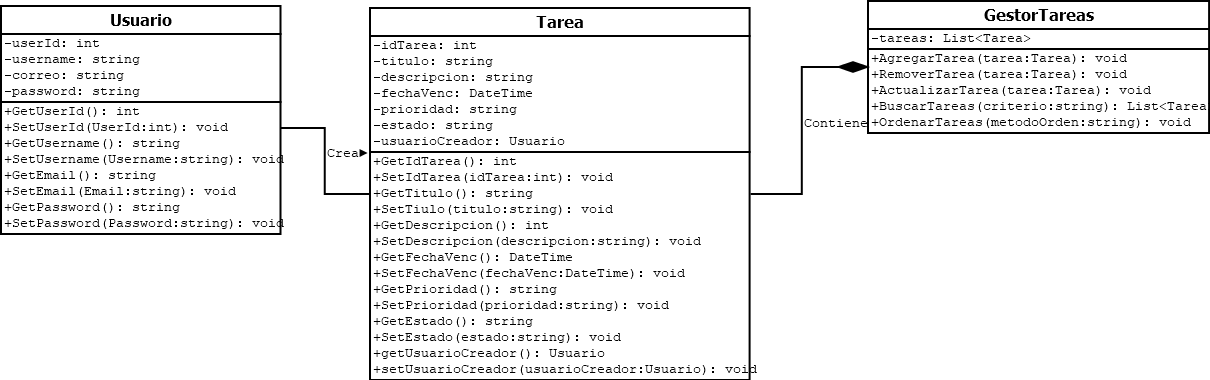 Usuario
-userId: int
-username: string
-correo: string
-password: string
+GetUserId(): int
+SetUserId(UserId:int): void
+GetUsername(): string
+SetUsername(Username:string): void
+GetEmail(): string
+SetEmail(Email:string): void
+GetPassword(): string
+SetPassword(Password:string): void
Crea
Tarea
-idTarea: int
-titulo: string
-descripcion: string
-fechaVenc: DateTime
-prioridad: string
-estado: string
-usuarioCreador: Usuario
+GetIdTarea(): int
+SetIdTarea(idTarea:int): void
+GetTitulo(): string
+SetTiulo(titulo:string): void
+GetDescripcion(): int
+SetDescripcion(descripcion:string): void
+GetFechaVenc(): DateTime
+SetFechaVenc(fechaVenc:DateTime): void
+GetPrioridad(): string
+SetPrioridad(prioridad:string): void
+GetEstado(): string
+SetEstado(estado:string): void
+getUsuarioCreador(): Usuario
+setUsuarioCreador(usuarioCreador:Usuario): void
Contiene
GestorTareas
-tareas: List<Tarea>
+AgregarTarea(tarea:Tarea): void
+RemoverTarea(tarea:Tarea): void
+ActualizarTarea(tarea:Tarea): void
+BuscarTareas(criterio:string): List<Tarea
+OrdenarTareas(metodoOrden:string): void